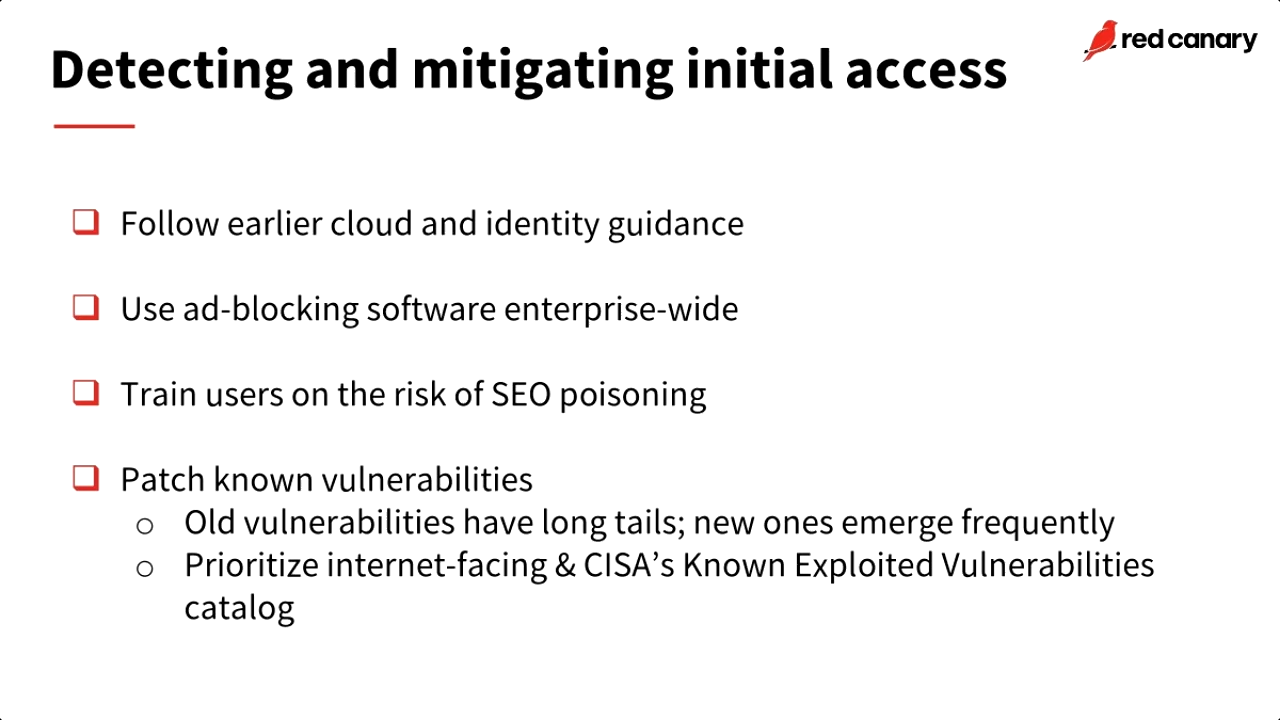 Detecting and mitigating initial access
red canary
Follow earlier cloud and identity guidance
Use ad-blocking software enterprise-wide
Train users on the risk of SEO poisoning
Patch known vulnerabilities
Old vulnerabilities have long tails; new ones emerge frequently
Prioritize internet-facing & CISA’s Known Exploited Vulnerabilities
catalog